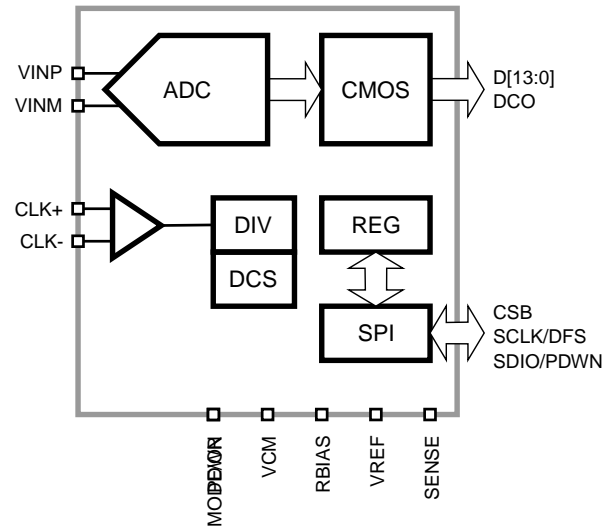 VINP
VINM
ADC
CMOS
D[13:0]
DCO
CLK+
CLK-
DIV
DCS
REG
SPI
CSB
SCLK/DFS
SDIO/PDWN
VCM
RBIAS
VREF
SENSE